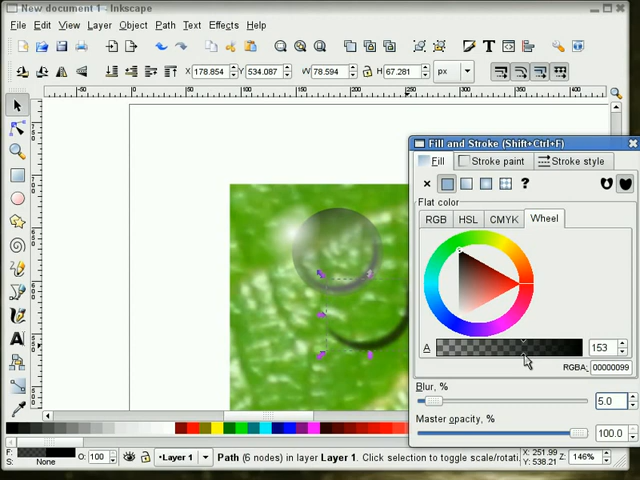 New document 1 - Inkscape
File Edit View Layer Object Path Text Effects Help
X 178.854 Y 534.087 W 78.594 H 67.281 px
Fill and Stroke (Shift+Ctrl+F)
Fill Stroke paint Stroke style
?
Flat color
RGB HSL CMYK Wheel
A 153
RGBA: 00000099
Blur, %
5.0
Master opacity, %
100.0
F:
S: None
O: 100
Layer 1
Path (6 nodes) in layer Layer 1. Click selection to toggle scale/rotati
X: 251.99
Y: 538.21
Z: 146%